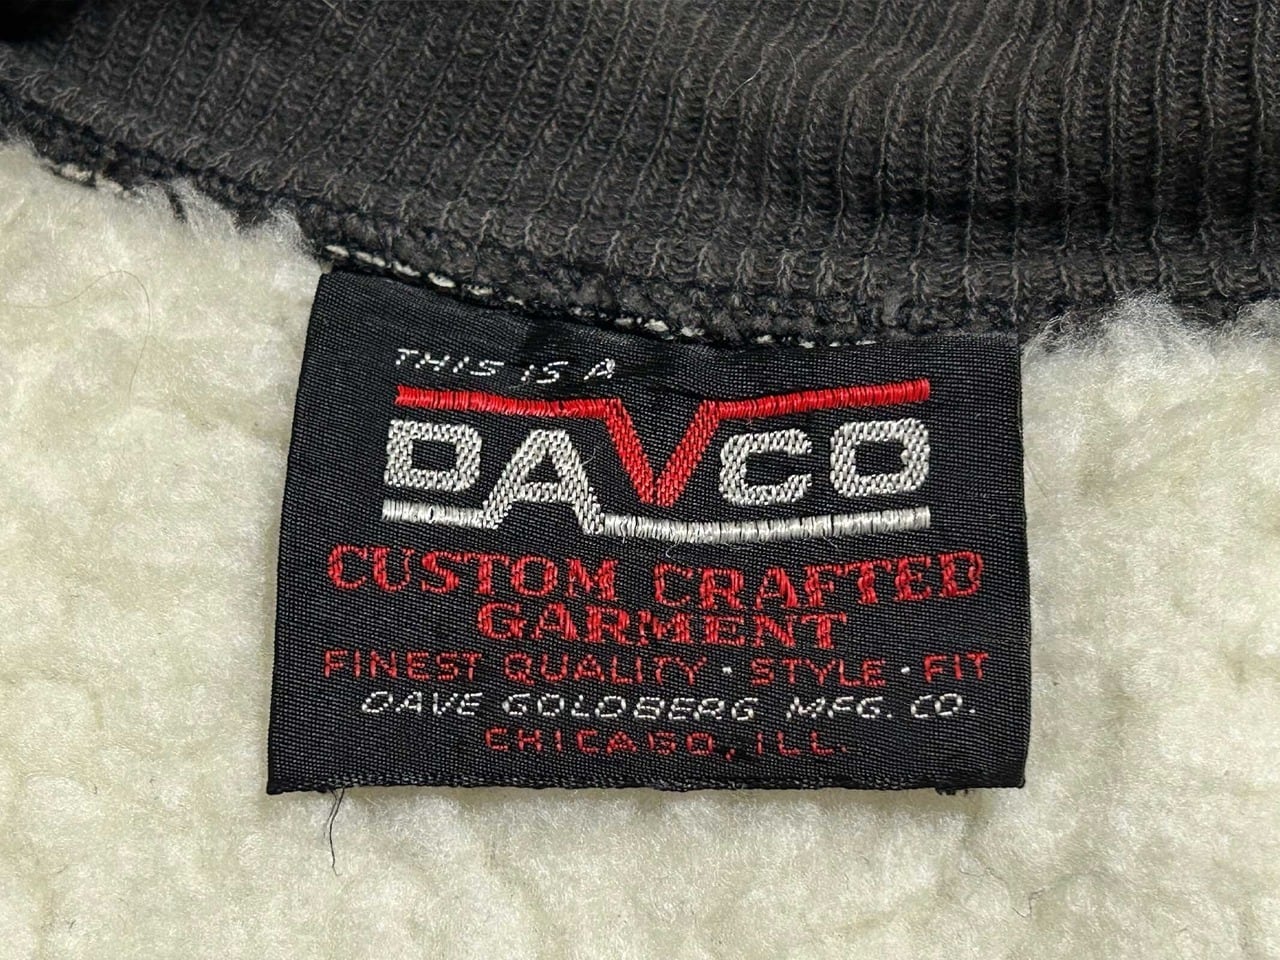 THIS IS A
DAVCO
CUSTOM CRAFTED
GARMENT
FINEST QUALITY · STYLE · FIT
DAVE GOLDBERG MFG. CO.
CHICAGO, ILL.